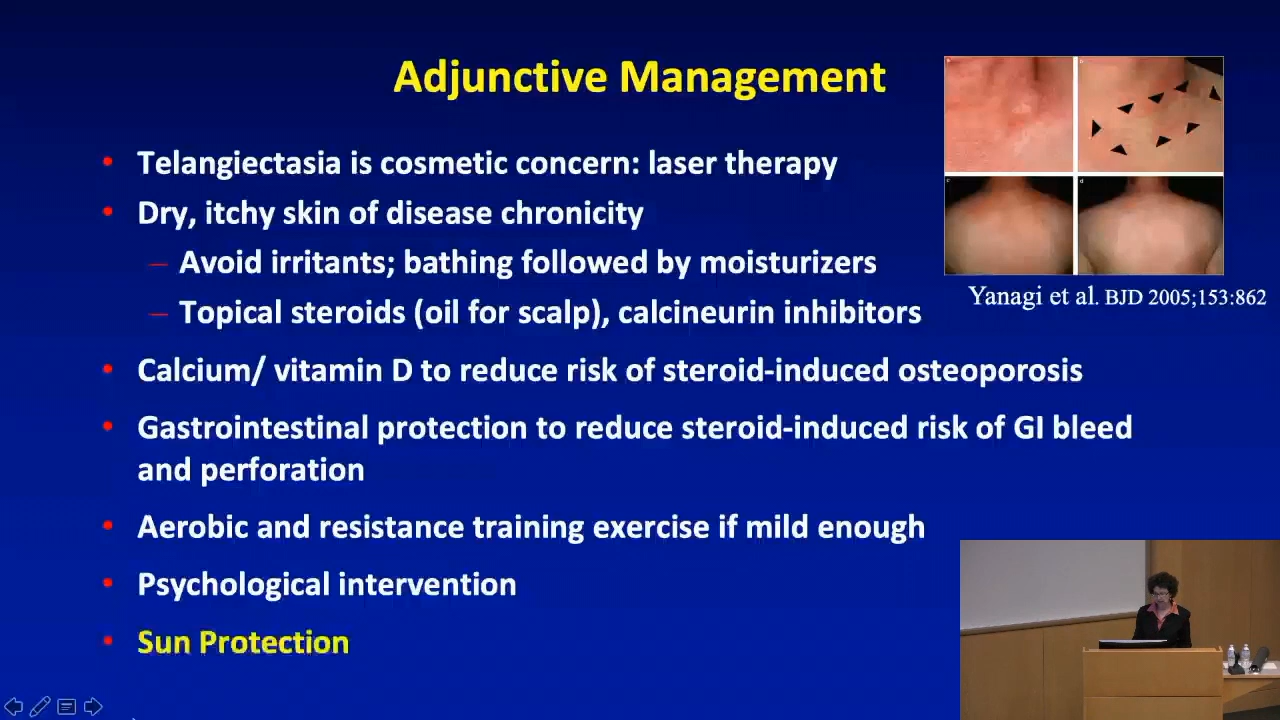 Adjunctive Management
• Telangiectasia is cosmetic concern: laser therapy
• Dry, itchy skin of disease chronicity
– Avoid irritants; bathing followed by moisturizers
– Topical steroids (oil for scalp), calcineurin inhibitors
• Calcium/ vitamin D to reduce risk of steroid-induced osteoporosis
• Gastrointestinal protection to reduce steroid-induced risk of GI bleed
and perforation
• Aerobic and resistance training exercise if mild enough
• Psychological intervention
• Sun Protection
Yanagi et al. BJD 2005;153:862